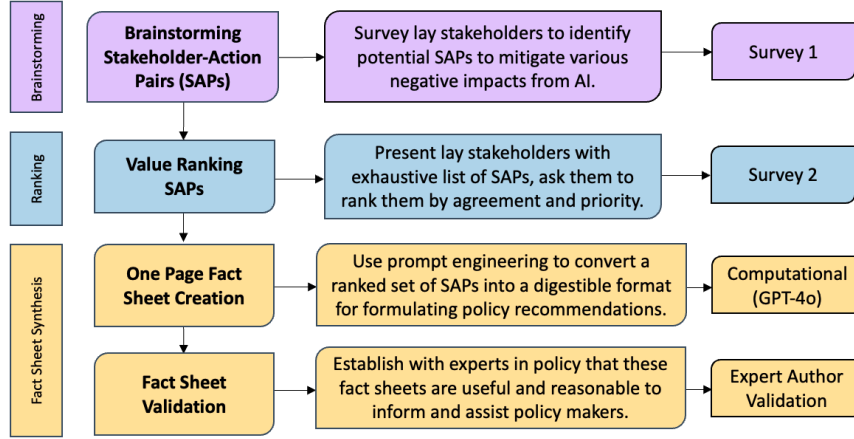 Brainstorming
Brainstorming
Stakeholder-Action
Pairs (SAPs)
Survey lay stakeholders to identify
potential SAPs to mitigate various
negative impacts from AI.
Survey 1
Ranking
Value Ranking
SAPs
Present lay stakeholders with
exhaustive list of SAPs, ask them to
rank them by agreement and priority.
Survey 2
Fact Sheet Synthesis
One Page Fact
Sheet Creation
Use prompt engineering to convert a
ranked set of SAPs into a digestible format
for formulating policy recommendations.
Computational
(GPT-4o)
Fact Sheet
Validation
Establish with experts in policy that these
fact sheets are useful and reasonable to
inform and assist policy makers.
Expert Author
Validation